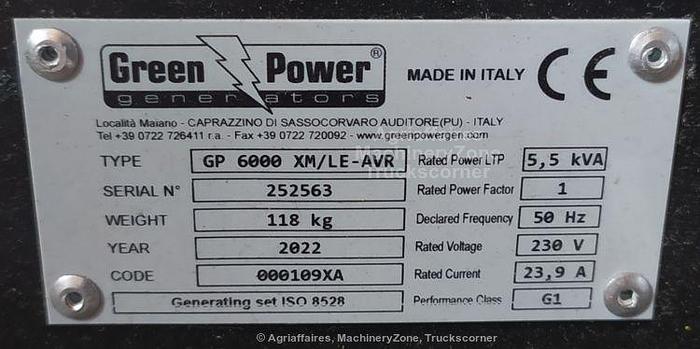 Green Power ®
generators
MADE IN ITALY CE
Località Maiano - CAPRAZZINO DI SASSOCORVARO AUDITORE(PU) - ITALY
Tel +39 0722 726411 r.a. - Fax +39 0722 720092 - www.greenpowergen.com
TYPE GP 6000 XM/LE-AVR Rated Power LTP 5,5 kVA
SERIAL N° 252563 Rated Power Factor 1
WEIGHT 118 kg Declared Frequency 50 Hz
YEAR 2022 Rated Voltage 230 V
CODE 000109XA Rated Current 23,9 A
Generating set ISO 8528 Performance Class G1
Agriaffaires
MachineryZone
Truckscorner
© Agriaffaires, MachineryZone, Truckscorner